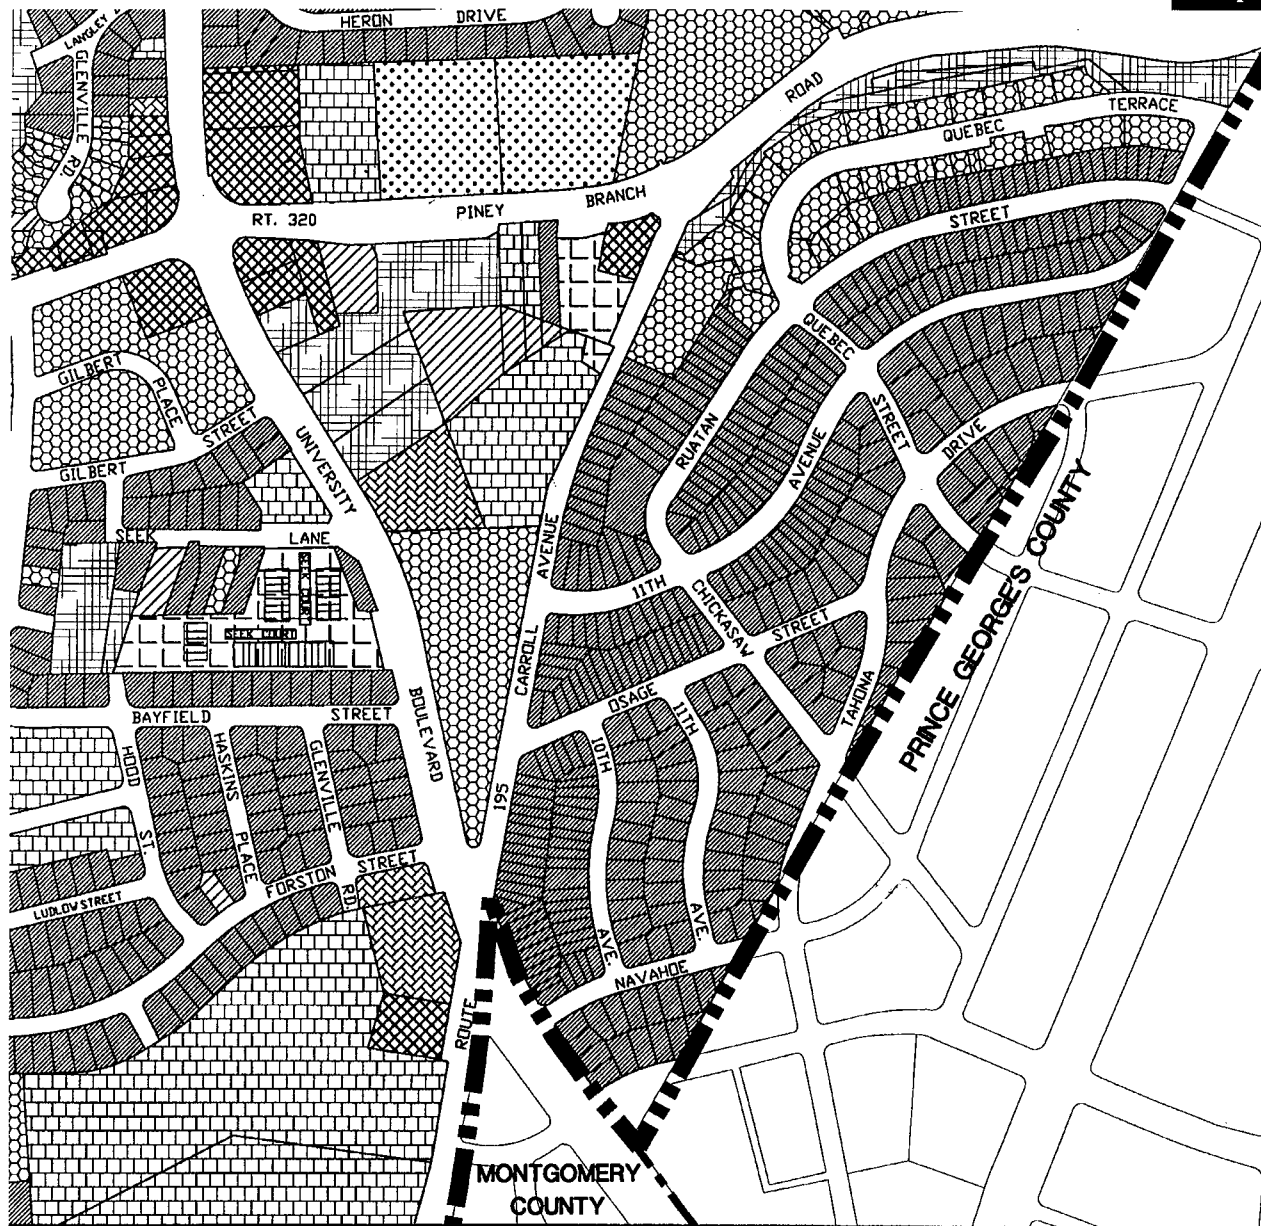 HERON DRIVE
LANGLEY
GLENVILLE RD.
ROAD
TERRACE
QUEBEC
RT. 320
PINEY
BRANCH
STREET
QUEBEC
STREET
GILBERT
PLACE
GILBERT
STREET
UNIVERSITY
RUATAN
AVENUE
DRIVE
SEEK
LANE
AVENUE
11TH
CHICKASAW
STREET
PRINCE GEORGE'S COUNTY
SEEK COURT
CARROLL
OSAGE
TAHONA
BAYFIELD
STREET
BOULEVARD
HOOD
ST.
HASKINS
PLACE
GLENVILLE
RD
10TH
AVE.
11TH
AVE.
195
FORSTON
STREET
LUDLOW STREET
NAVAHOE
ROUTE
MONTGOMERY
COUNTY